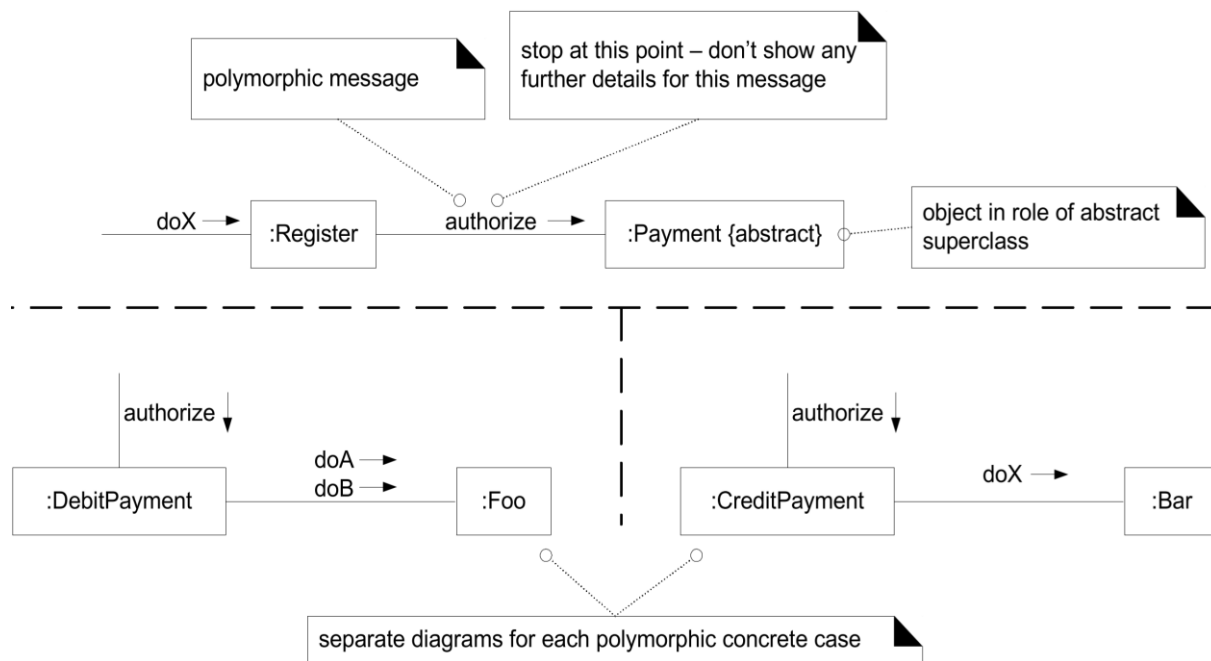 polymorphic message
stop at this point – don't show any
further details for this message
doX
:Register
authorize
:Payment {abstract}
object in role of abstract
superclass
authorize
:DebitPayment
doA
doB
:Foo
authorize
:CreditPayment
doX
:Bar
separate diagrams for each polymorphic concrete case